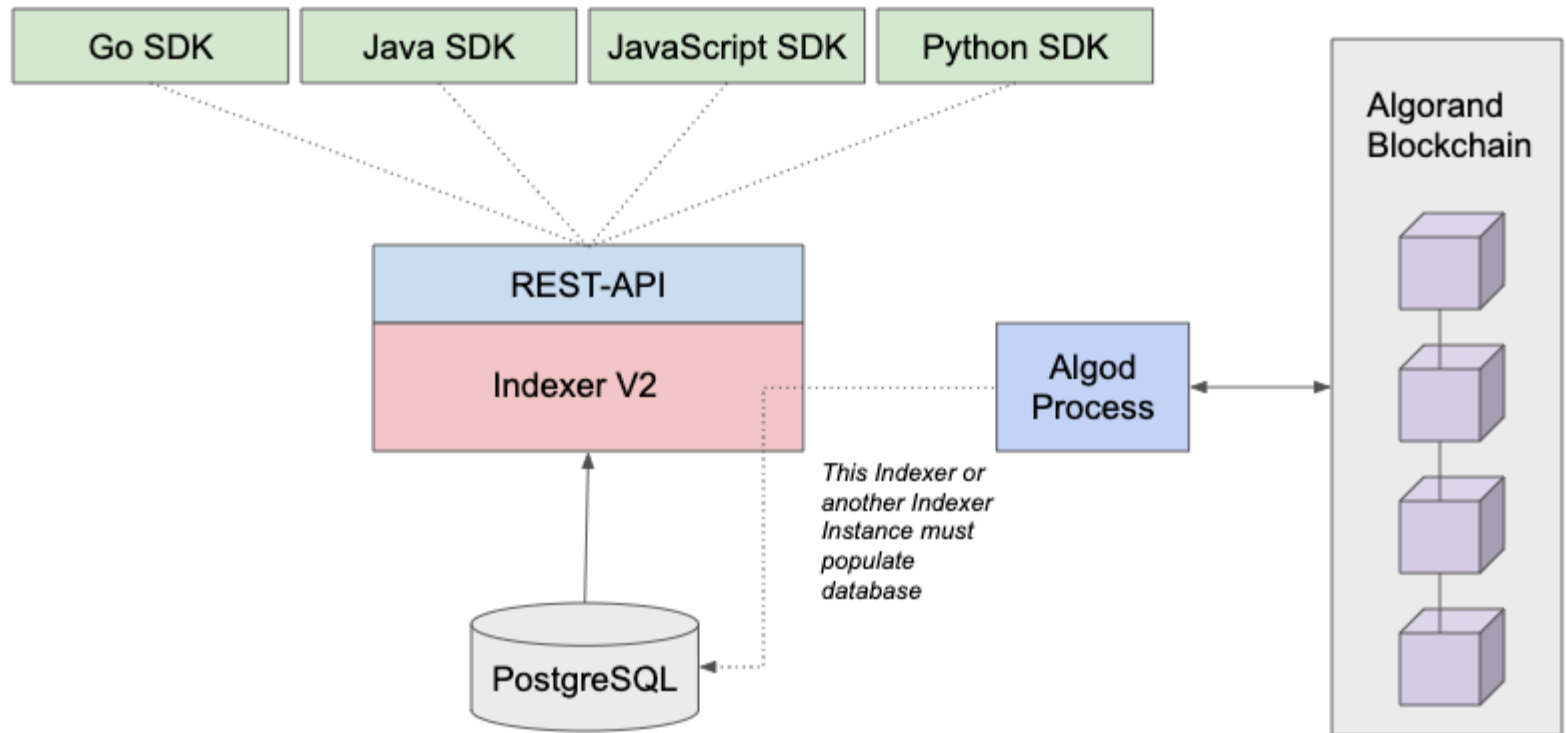 Go SDK
Java SDK
JavaScript SDK
Python SDK
Algorand
Blockchain
REST-API
Indexer V2
Algod
Process
This Indexer or
another Indexer
Instance must
populate
database
PostgreSQL